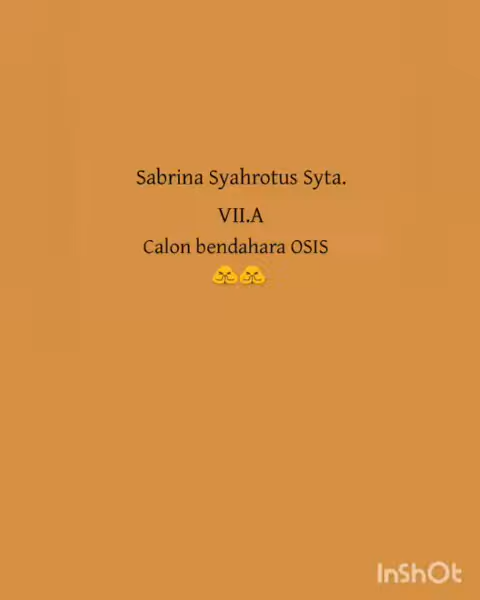 Sabrina Syahrotus Syta.
VII.A
Calon bendahara OSIS
🙇🙇
InShOt